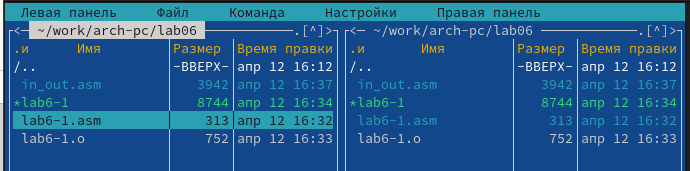 Левая панель Файл Команда Настройки Правая панель
<─ ~/work/arch-pc/lab06 .[^]> <─ ~/work/arch-pc/lab06 .[^]>
.и Имя Размер Время правки .и Имя Размер Время правки
/.. -ВВЕРХ- апр 12 16:12 /.. -ВВЕРХ- апр 12 16:12
in_out.asm 3942 апр 12 16:37 in_out.asm 3942 апр 12 16:37
*lab6-1 8744 апр 12 16:34 *lab6-1 8744 апр 12 16:34
lab6-1.asm 313 апр 12 16:32 lab6-1.asm 313 апр 12 16:32
lab6-1.o 752 апр 12 16:33 lab6-1.o 752 апр 12 16:33